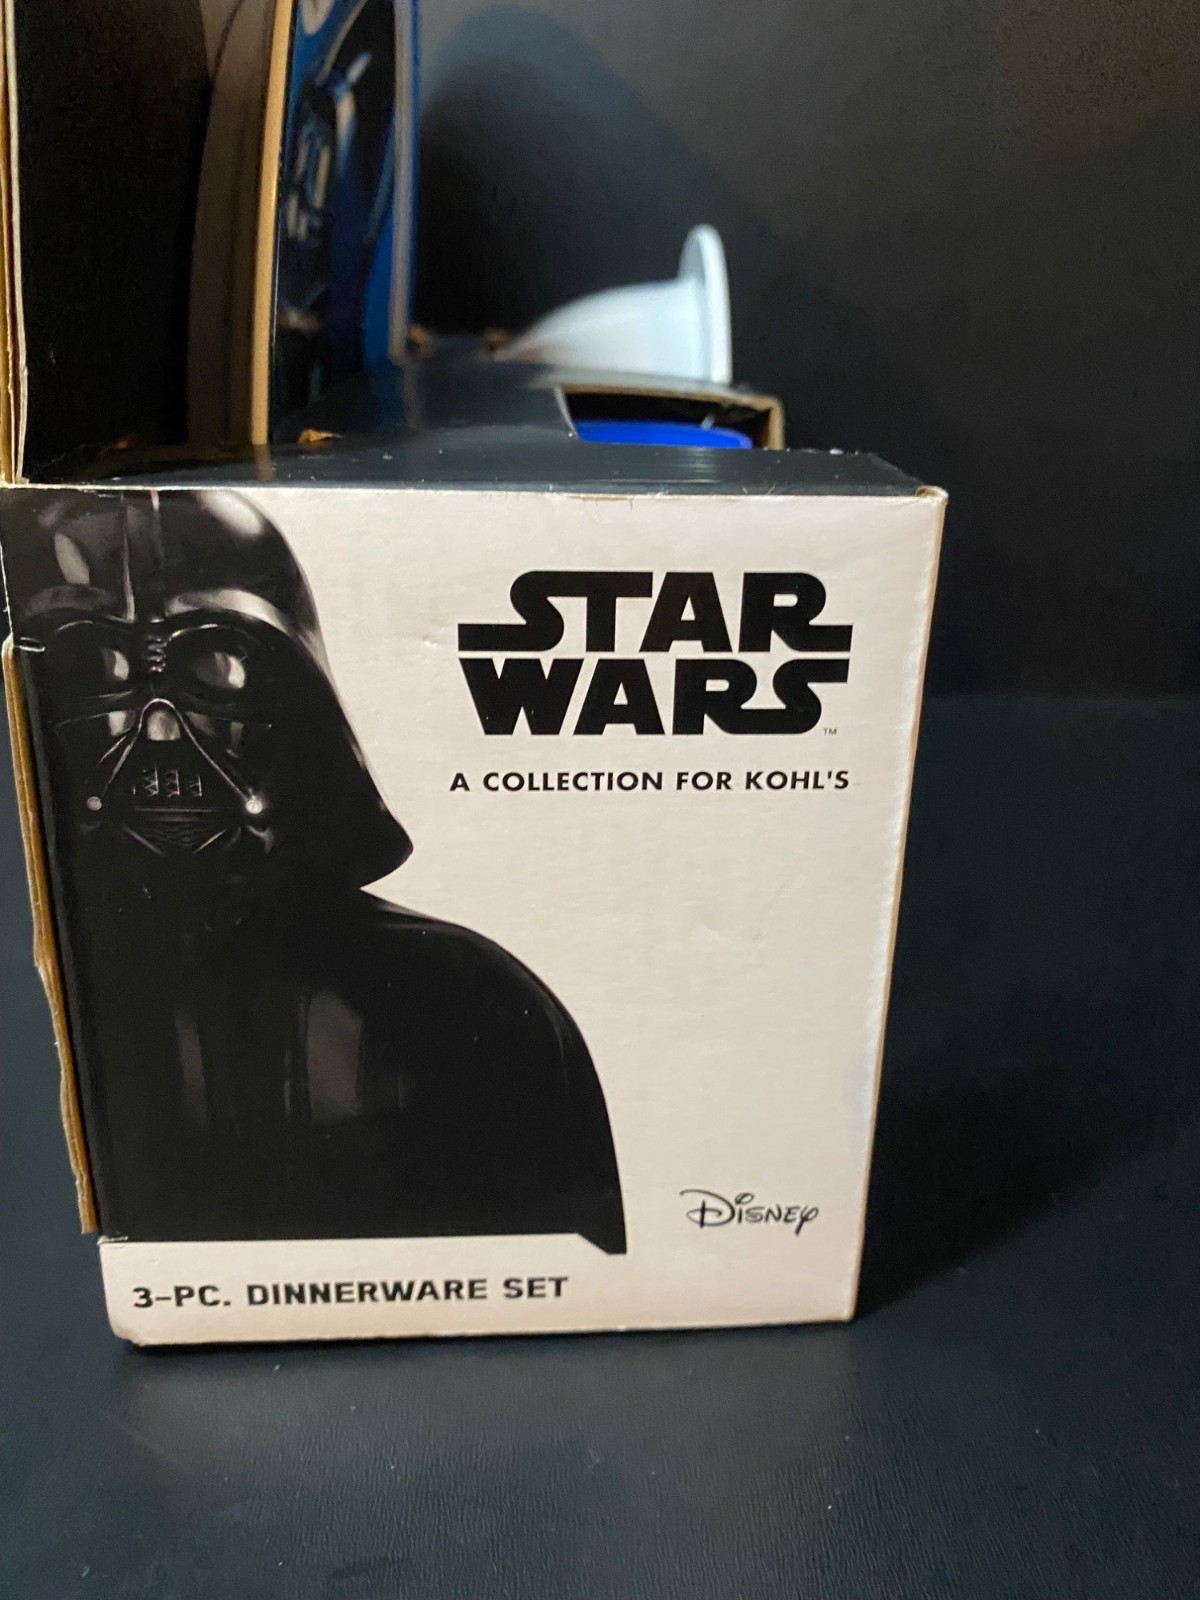 STAR
WARS
TM
A COLLECTION FOR KOHL'S
Disney
3-PC. DINNERWARE SET